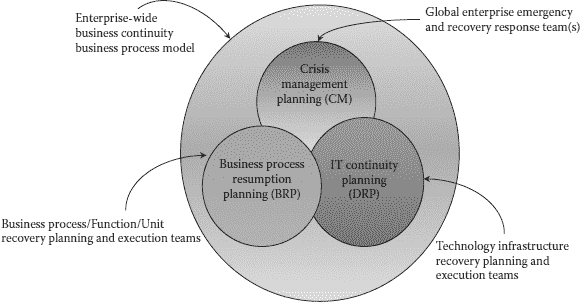 Enterprise-wide
business continuity
business process model
Global enterprise emergency
and recovery response team(s)
Crisis
management
planning (CM)
Business process
resumption
planning (BRP)
IT continuity
planning
(DRP)
Business process/Function/Unit
recovery planning and execution teams
Technology infrastructure
recovery planning and
execution teams